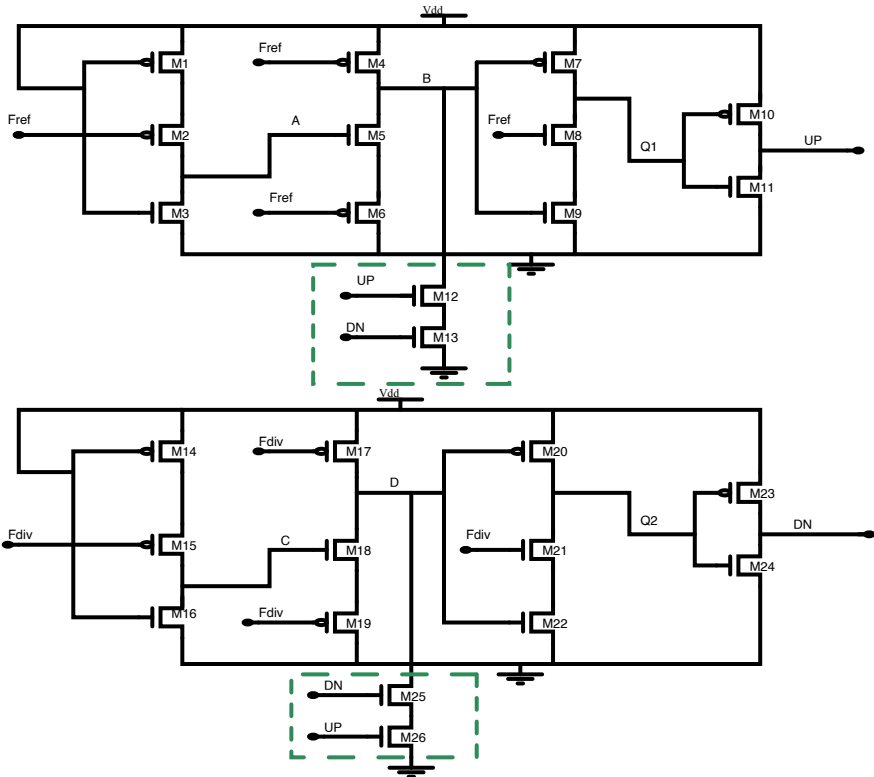 Vdd
Fref
M1
M4
M7
B
M10
Fref
M2
A
M5
Fref
M8
Q1
UP
M3
Fref
M6
M9
M11
UP
M12
DN
M13
Vdd
M14
Fdiv
M17
M20
D
M23
Fdiv
M15
C
M18
Fdiv
M21
Q2
DN
M24
M16
Fdiv
M19
M22
DN
M25
UP
M26